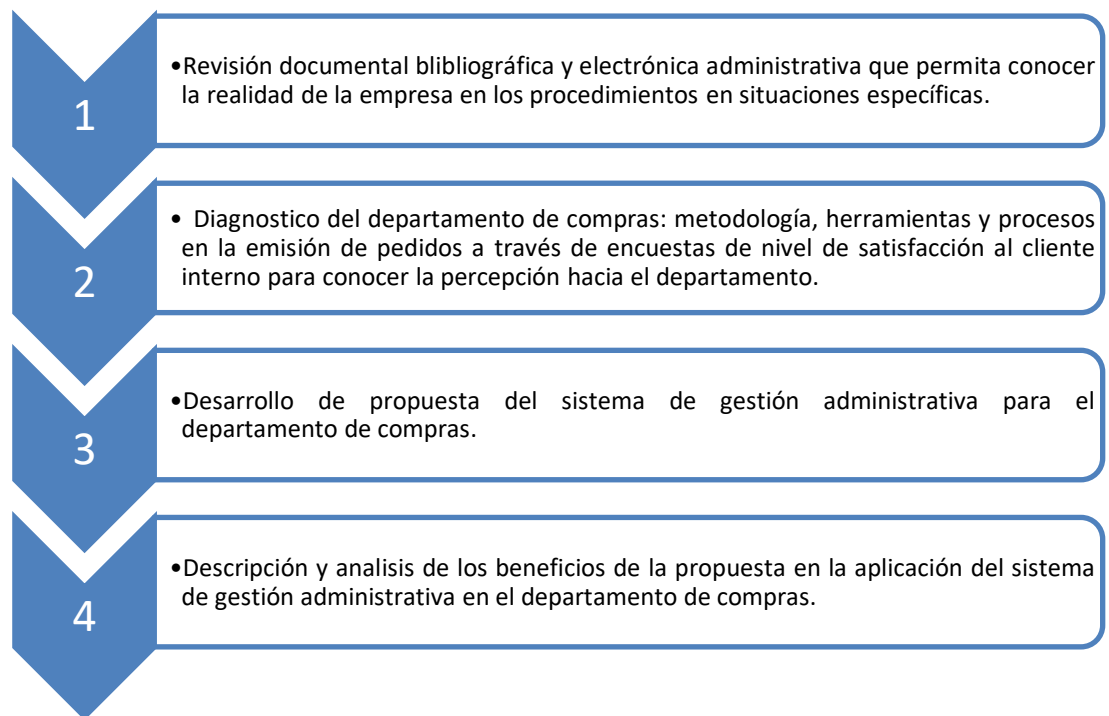 1
•Revisión documental blibliográfica y electrónica administrativa que permita conocer
la realidad de la empresa en los procedimientos en situaciones específicas.
2
• Diagnostico del departamento de compras: metodología, herramientas y procesos
en la emisión de pedidos a través de encuestas de nivel de satisfacción al cliente
interno para conocer la percepción hacia el departamento.
3
•Desarrollo de propuesta del sistema de gestión administrativa para el
departamento de compras.
4
•Descripción y analisis de los beneficios de la propuesta en la aplicación del sistema
de gestión administrativa en el departamento de compras.